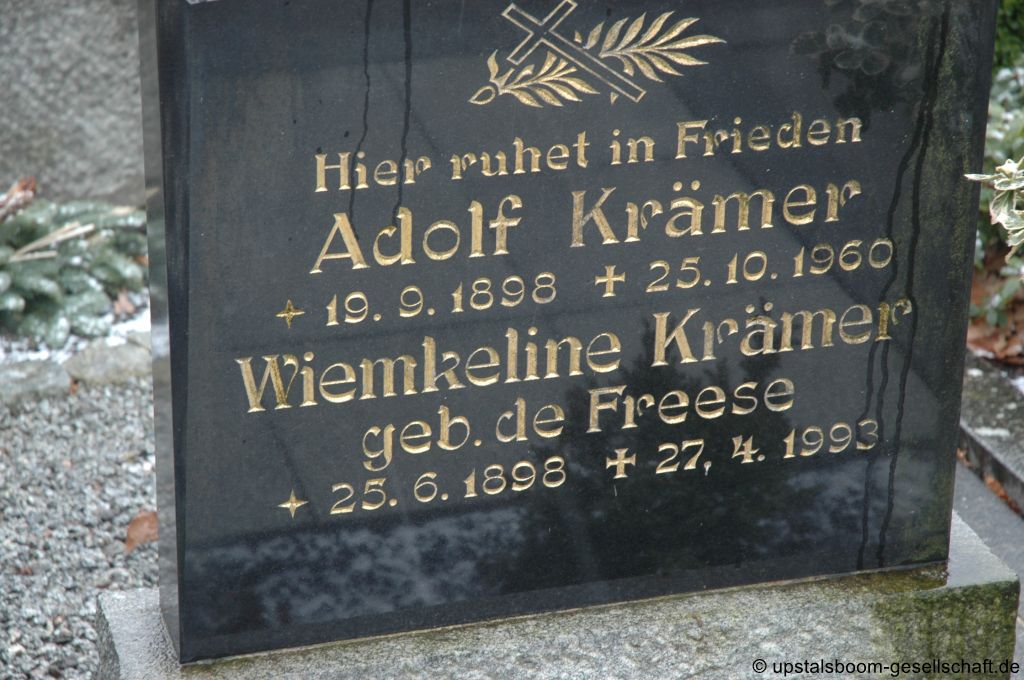 Hier ruhet in Frieden
Adolf Krämer
19. 9. 1898 25. 10. 1960
Wiemkeline Krämer
geb. de Freese
25. 6. 1898 27, 4. 1993
© upstalsboom-gesellschaft.de